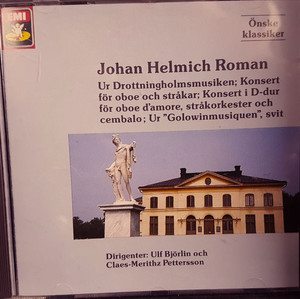 EMI
Önske
klassiker
Johan Helmich Roman
Ur Drottningholmsmusiken; Konsert
för oboe och stråkar; Konsert i D-dur
för oboe d'amore, stråkorkester och
cembalo; Ur "Golowinmusiquen", svit
Dirigenter: Ulf Björlin och
Claes-Merithz Pettersson